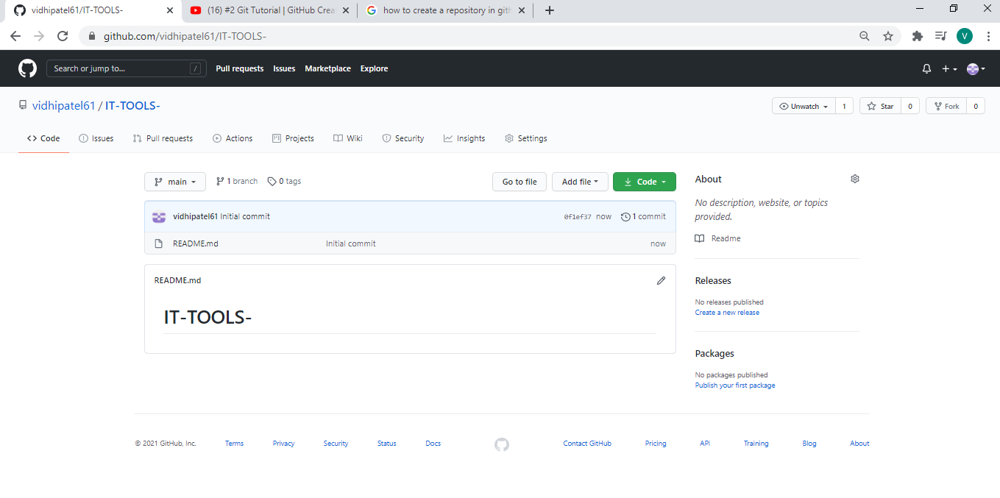 vidhipatel61/IT-TOOLS-
(16) #2 Git Tutorial | GitHub Crea
how to create a repository in gith
github.com/vidhipatel61/IT-TOOLS-
V
Search or jump to...
/
Pull requests
Issues
Marketplace
Explore
vidhipatel61 / IT-TOOLS-
Unwatch
1
Star
0
Fork
0
Code
Issues
Pull requests
Actions
Projects
Wiki
Security
Insights
Settings
main
1 branch
0 tags
Go to file
Add file
Code
vidhipatel61 Initial commit
0f1ef37 now
1 commit
README.md
Initial commit
now
README.md
IT-TOOLS-
About
No description, website, or topics
provided.
Readme
Releases
No releases published
Create a new release
Packages
No packages published
Publish your first package
© 2021 GitHub, Inc.
Terms
Privacy
Security
Status
Docs
Contact GitHub
Pricing
API
Training
Blog
About